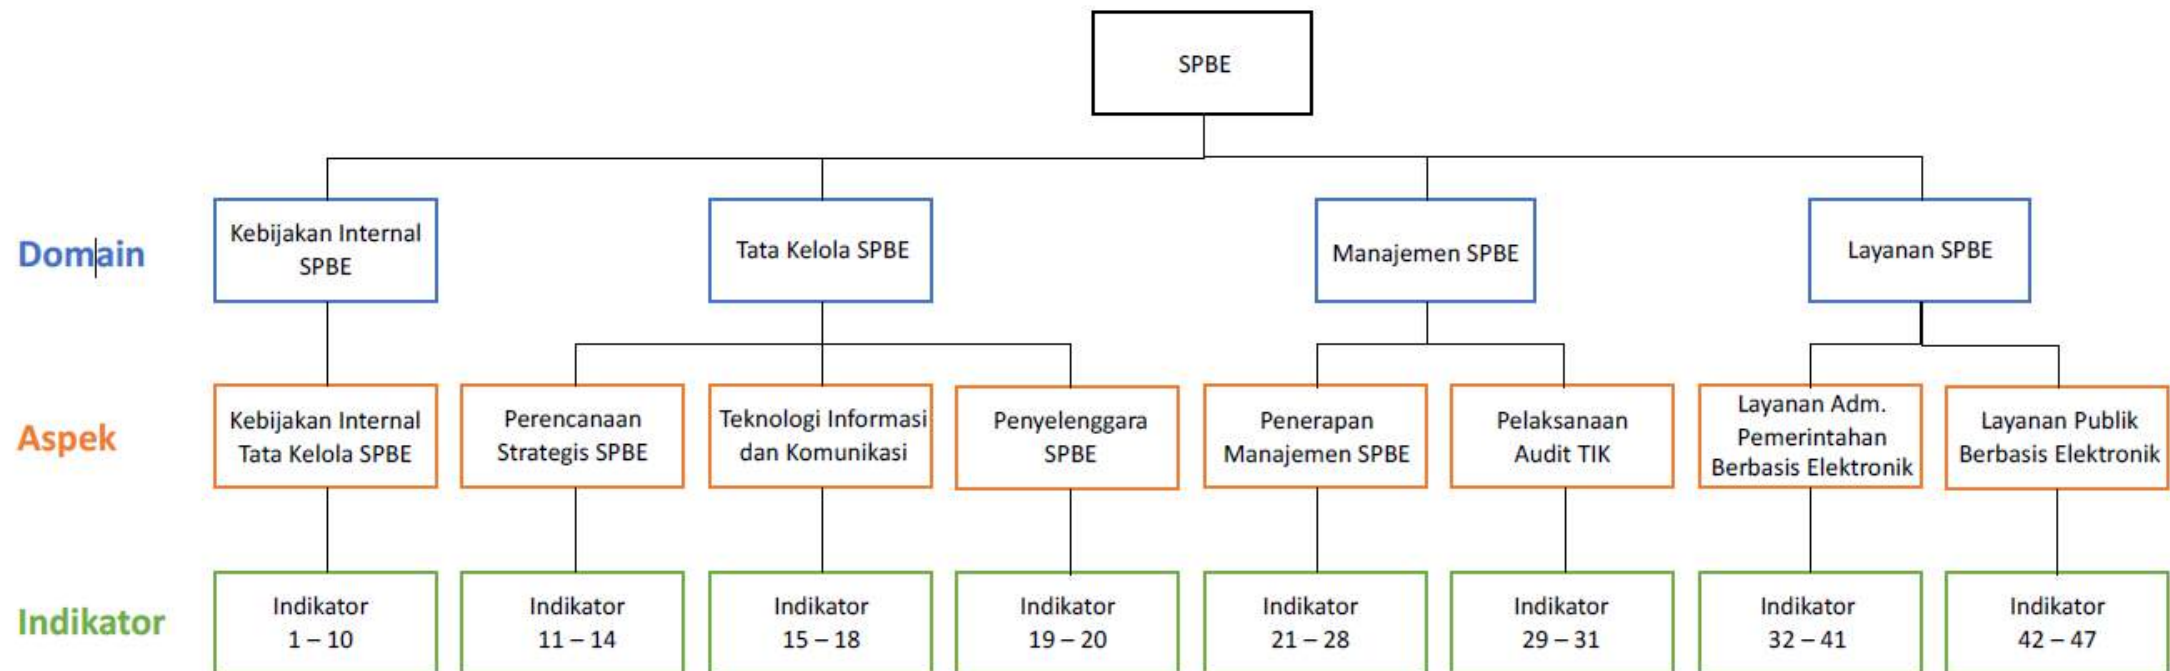 SPBE
Domain
Kebijakan Internal
SPBE
Tata Kelola SPBE
Manajemen SPBE
Layanan SPBE
Aspek
Kebijakan Internal
Tata Kelola SPBE
Perencanaan
Strategis SPBE
Teknologi Informasi
dan Komunikasi
Penyelenggara
SPBE
Penerapan
Manajemen SPBE
Pelaksanaan
Audit TIK
Layanan Adm.
Pemerintahan
Berbasis Elektronik
Layanan Publik
Berbasis Elektronik
Indikator
Indikator
1 – 10
Indikator
11 – 14
Indikator
15 – 18
Indikator
19 – 20
Indikator
21 – 28
Indikator
29 – 31
Indikator
32 – 41
Indikator
42 – 47